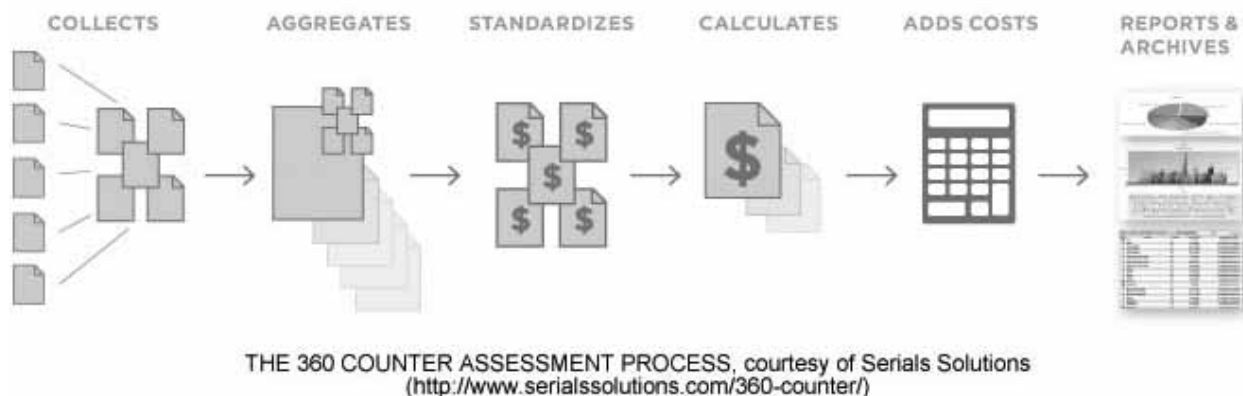 COLLECTS
AGGREGATES
STANDARDIZES
CALCULATES
ADDS COSTS
REPORTS &
ARCHIVES
$
$
$
$
$
$
THE 360 COUNTER ASSESSMENT PROCESS, courtesy of Serials Solutions
(http://www.serialssolutions.com/360-counter/)